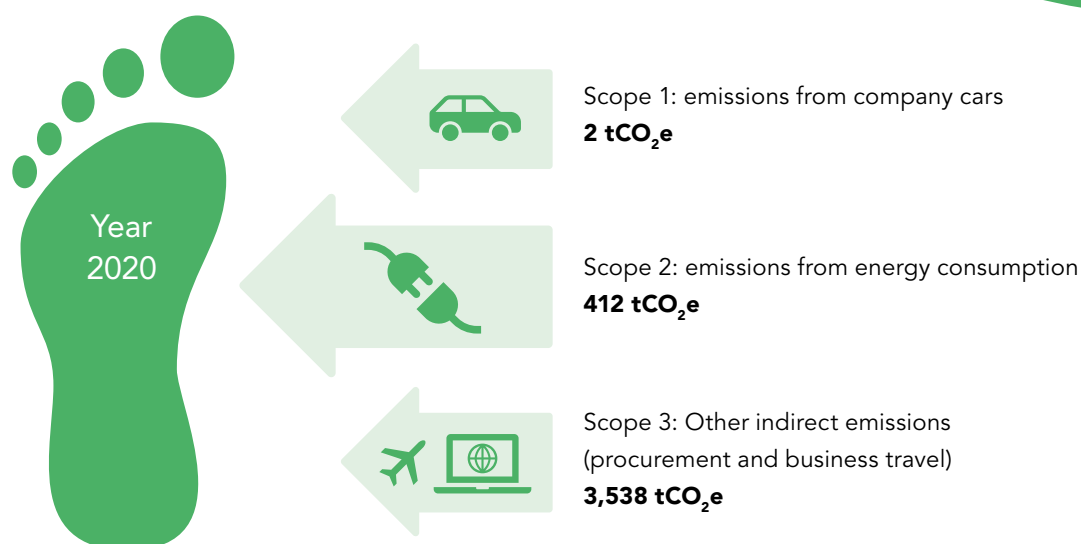 Year
2020
Scope 1: emissions from company cars
2 tCO₂e
Scope 2: emissions from energy consumption
412 tCO₂e
Scope 3: Other indirect emissions
(procurement and business travel)
3,538 tCO₂e